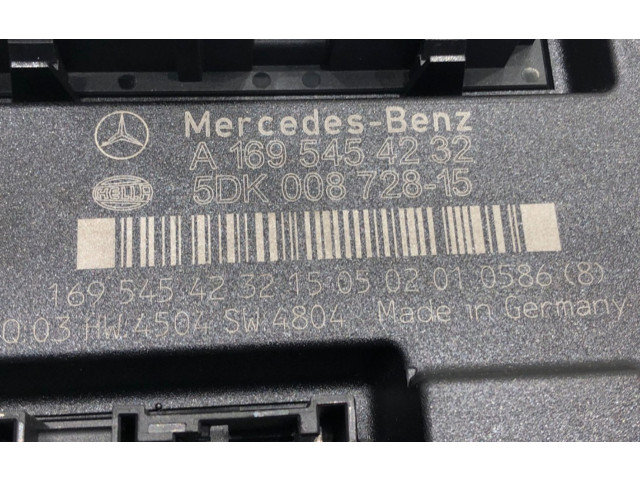 Mercedes-Benz
A 169 545 42 32
HELLA
5DK 008 728-15
169 545 42 32 15 05 02 01 0586 (8)
Q 03 HW:4504 SW:4804 Made in Germany